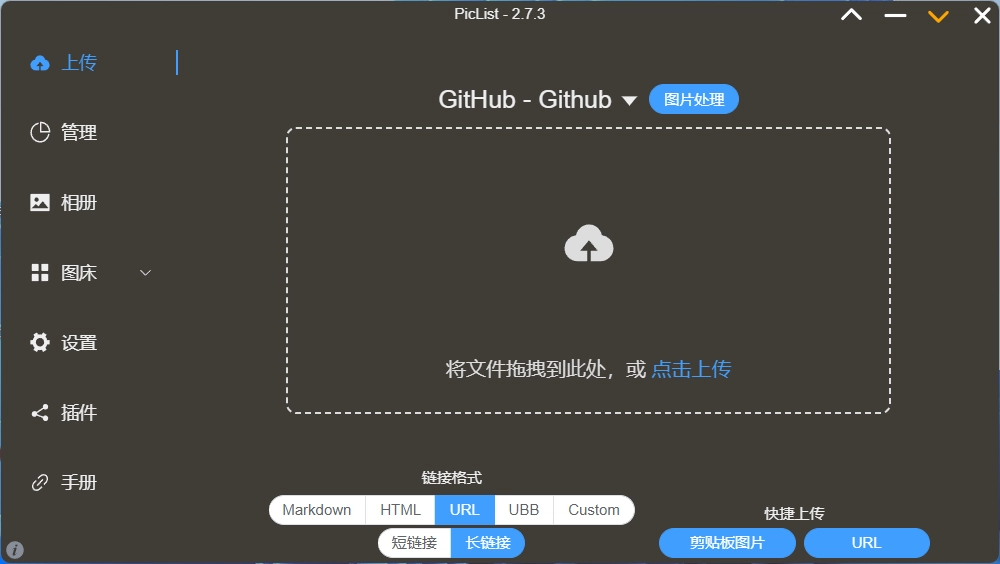 PicList - 2.7.3
上传
管理
相册
图床
设置
插件
手册
GitHub - Github
图片处理
将文件拖拽到此处，或 点击上传
链接格式
Markdown HTML URL UBB Custom
短链接 长链接
快捷上传
剪贴板图片 URL